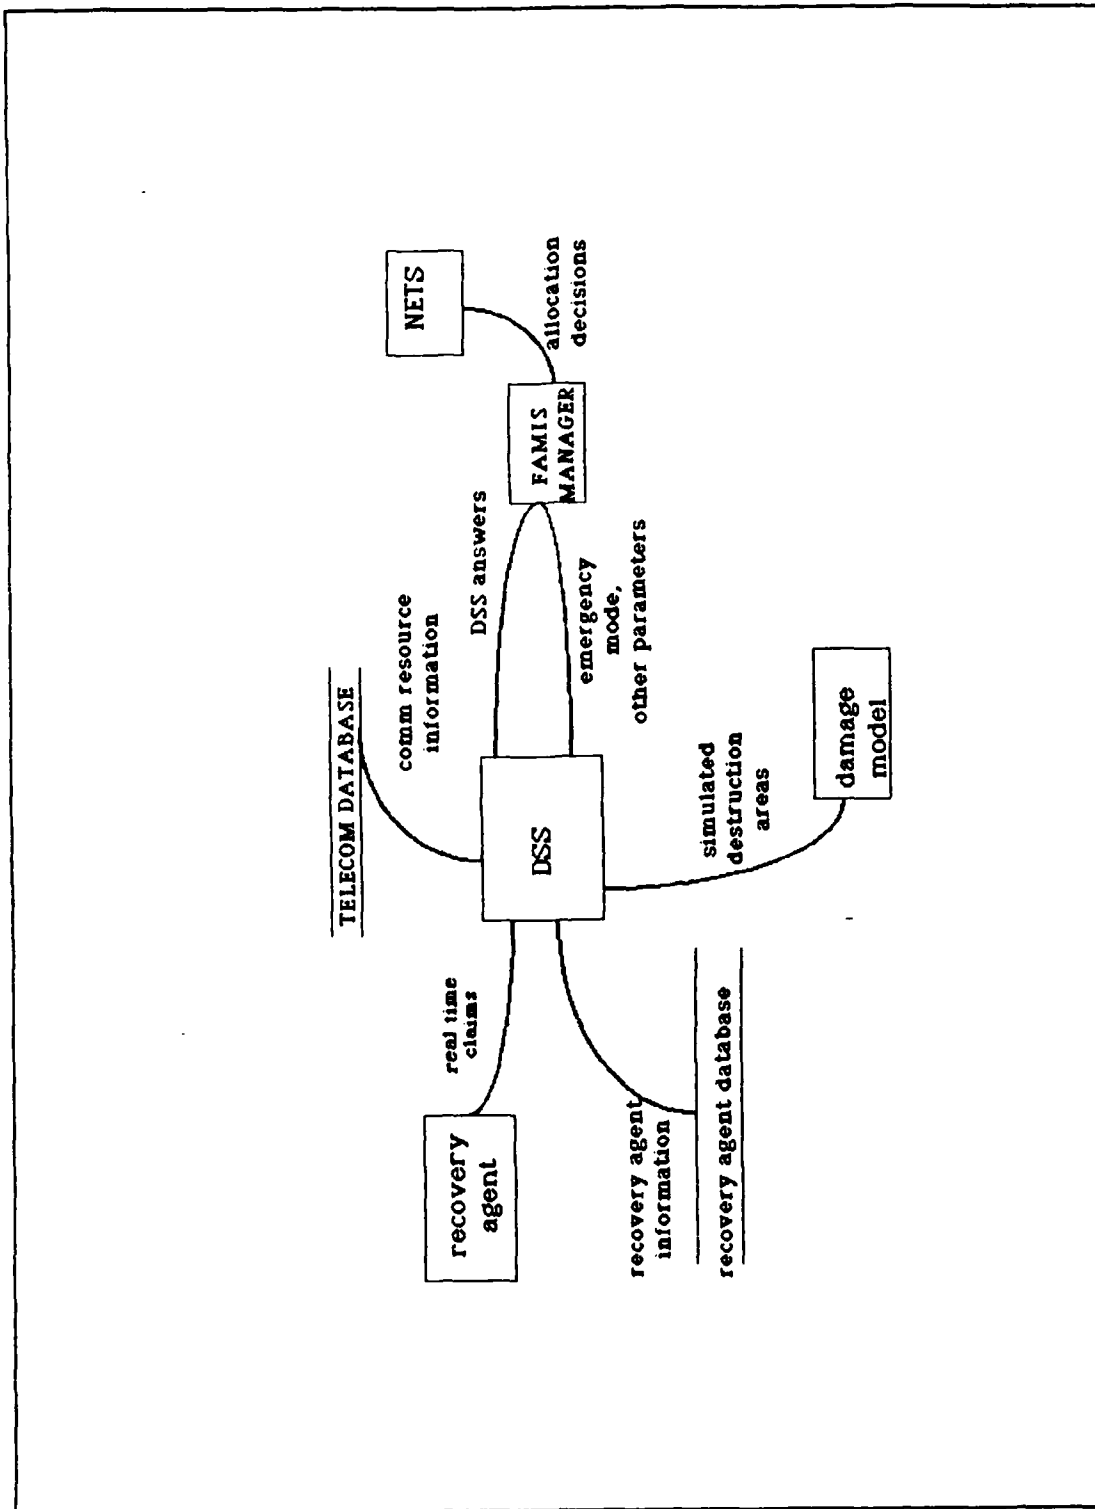 TELECOM DATABASE
comm resource
information
real time
claims
recovery
agent
DSS
DSS answers
FAMIS
MANAGER
NETS
allocation
decisions
emergency
mode,
other parameters
recovery agent
information
recovery agent database
simulated
destruction
areas
damage
model